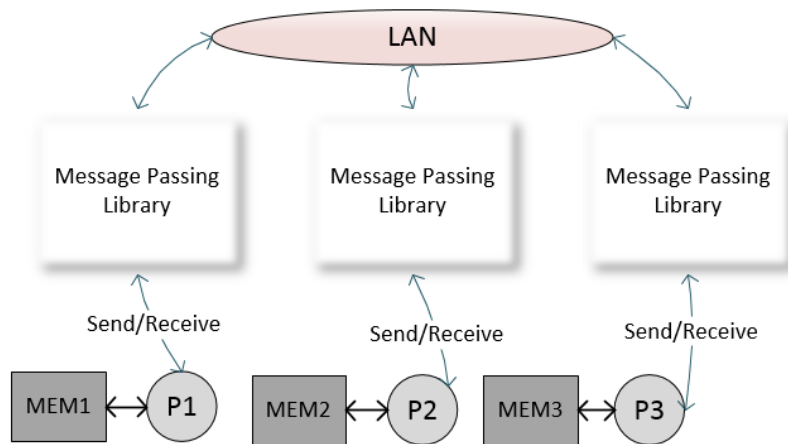 LAN
Message Passing
Library
Message Passing
Library
Message Passing
Library
Send/Receive
Send/Receive
Send/Receive
MEM1
P1
MEM2
P2
MEM3
P3